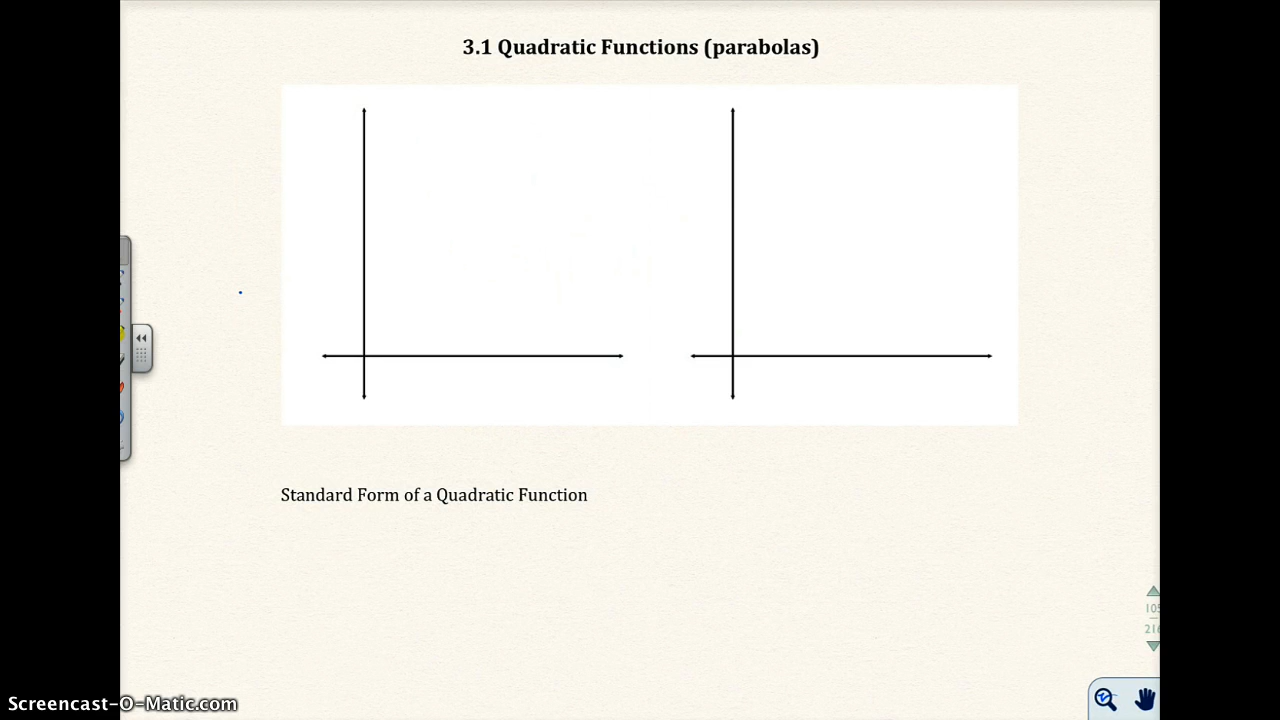 3.1 Quadratic Functions (parabolas)
Standard Form of a Quadratic Function
Screencast-O-Matic.com